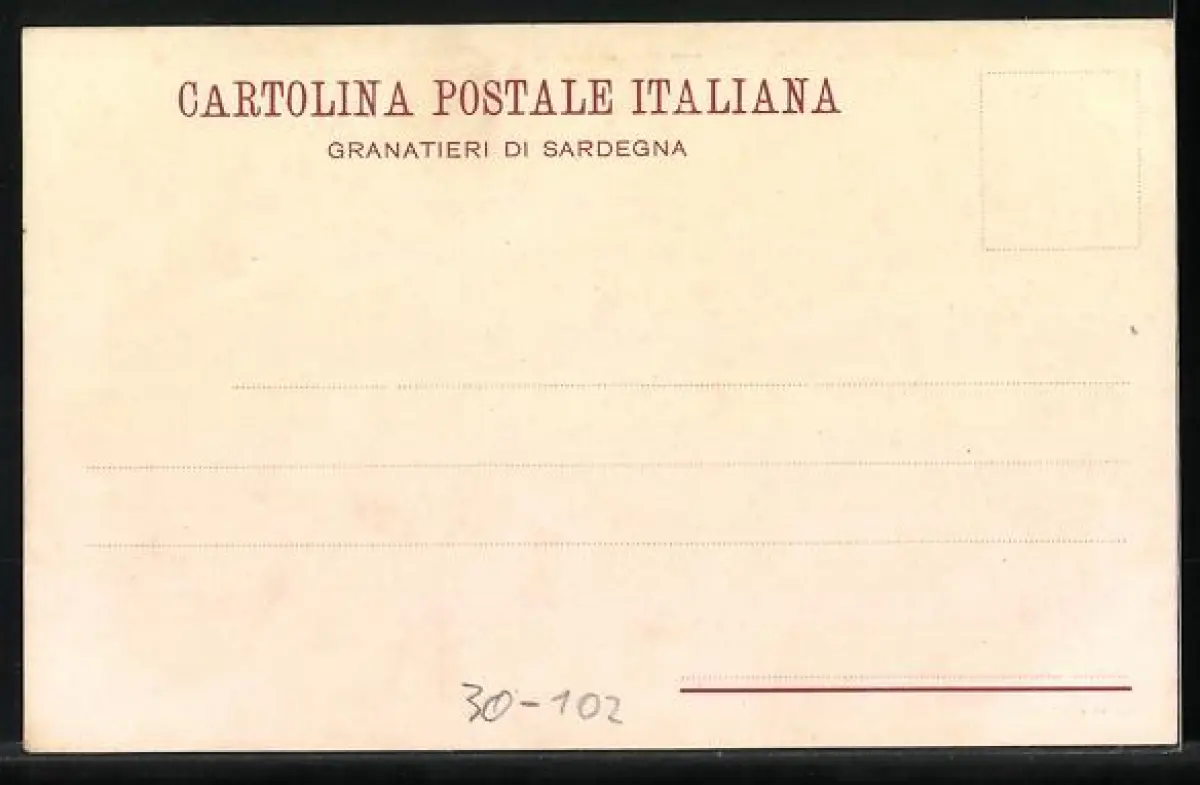 CARTOLINA POSTALE ITALIANA
GRANATIERI DI SARDEGNA
30-102